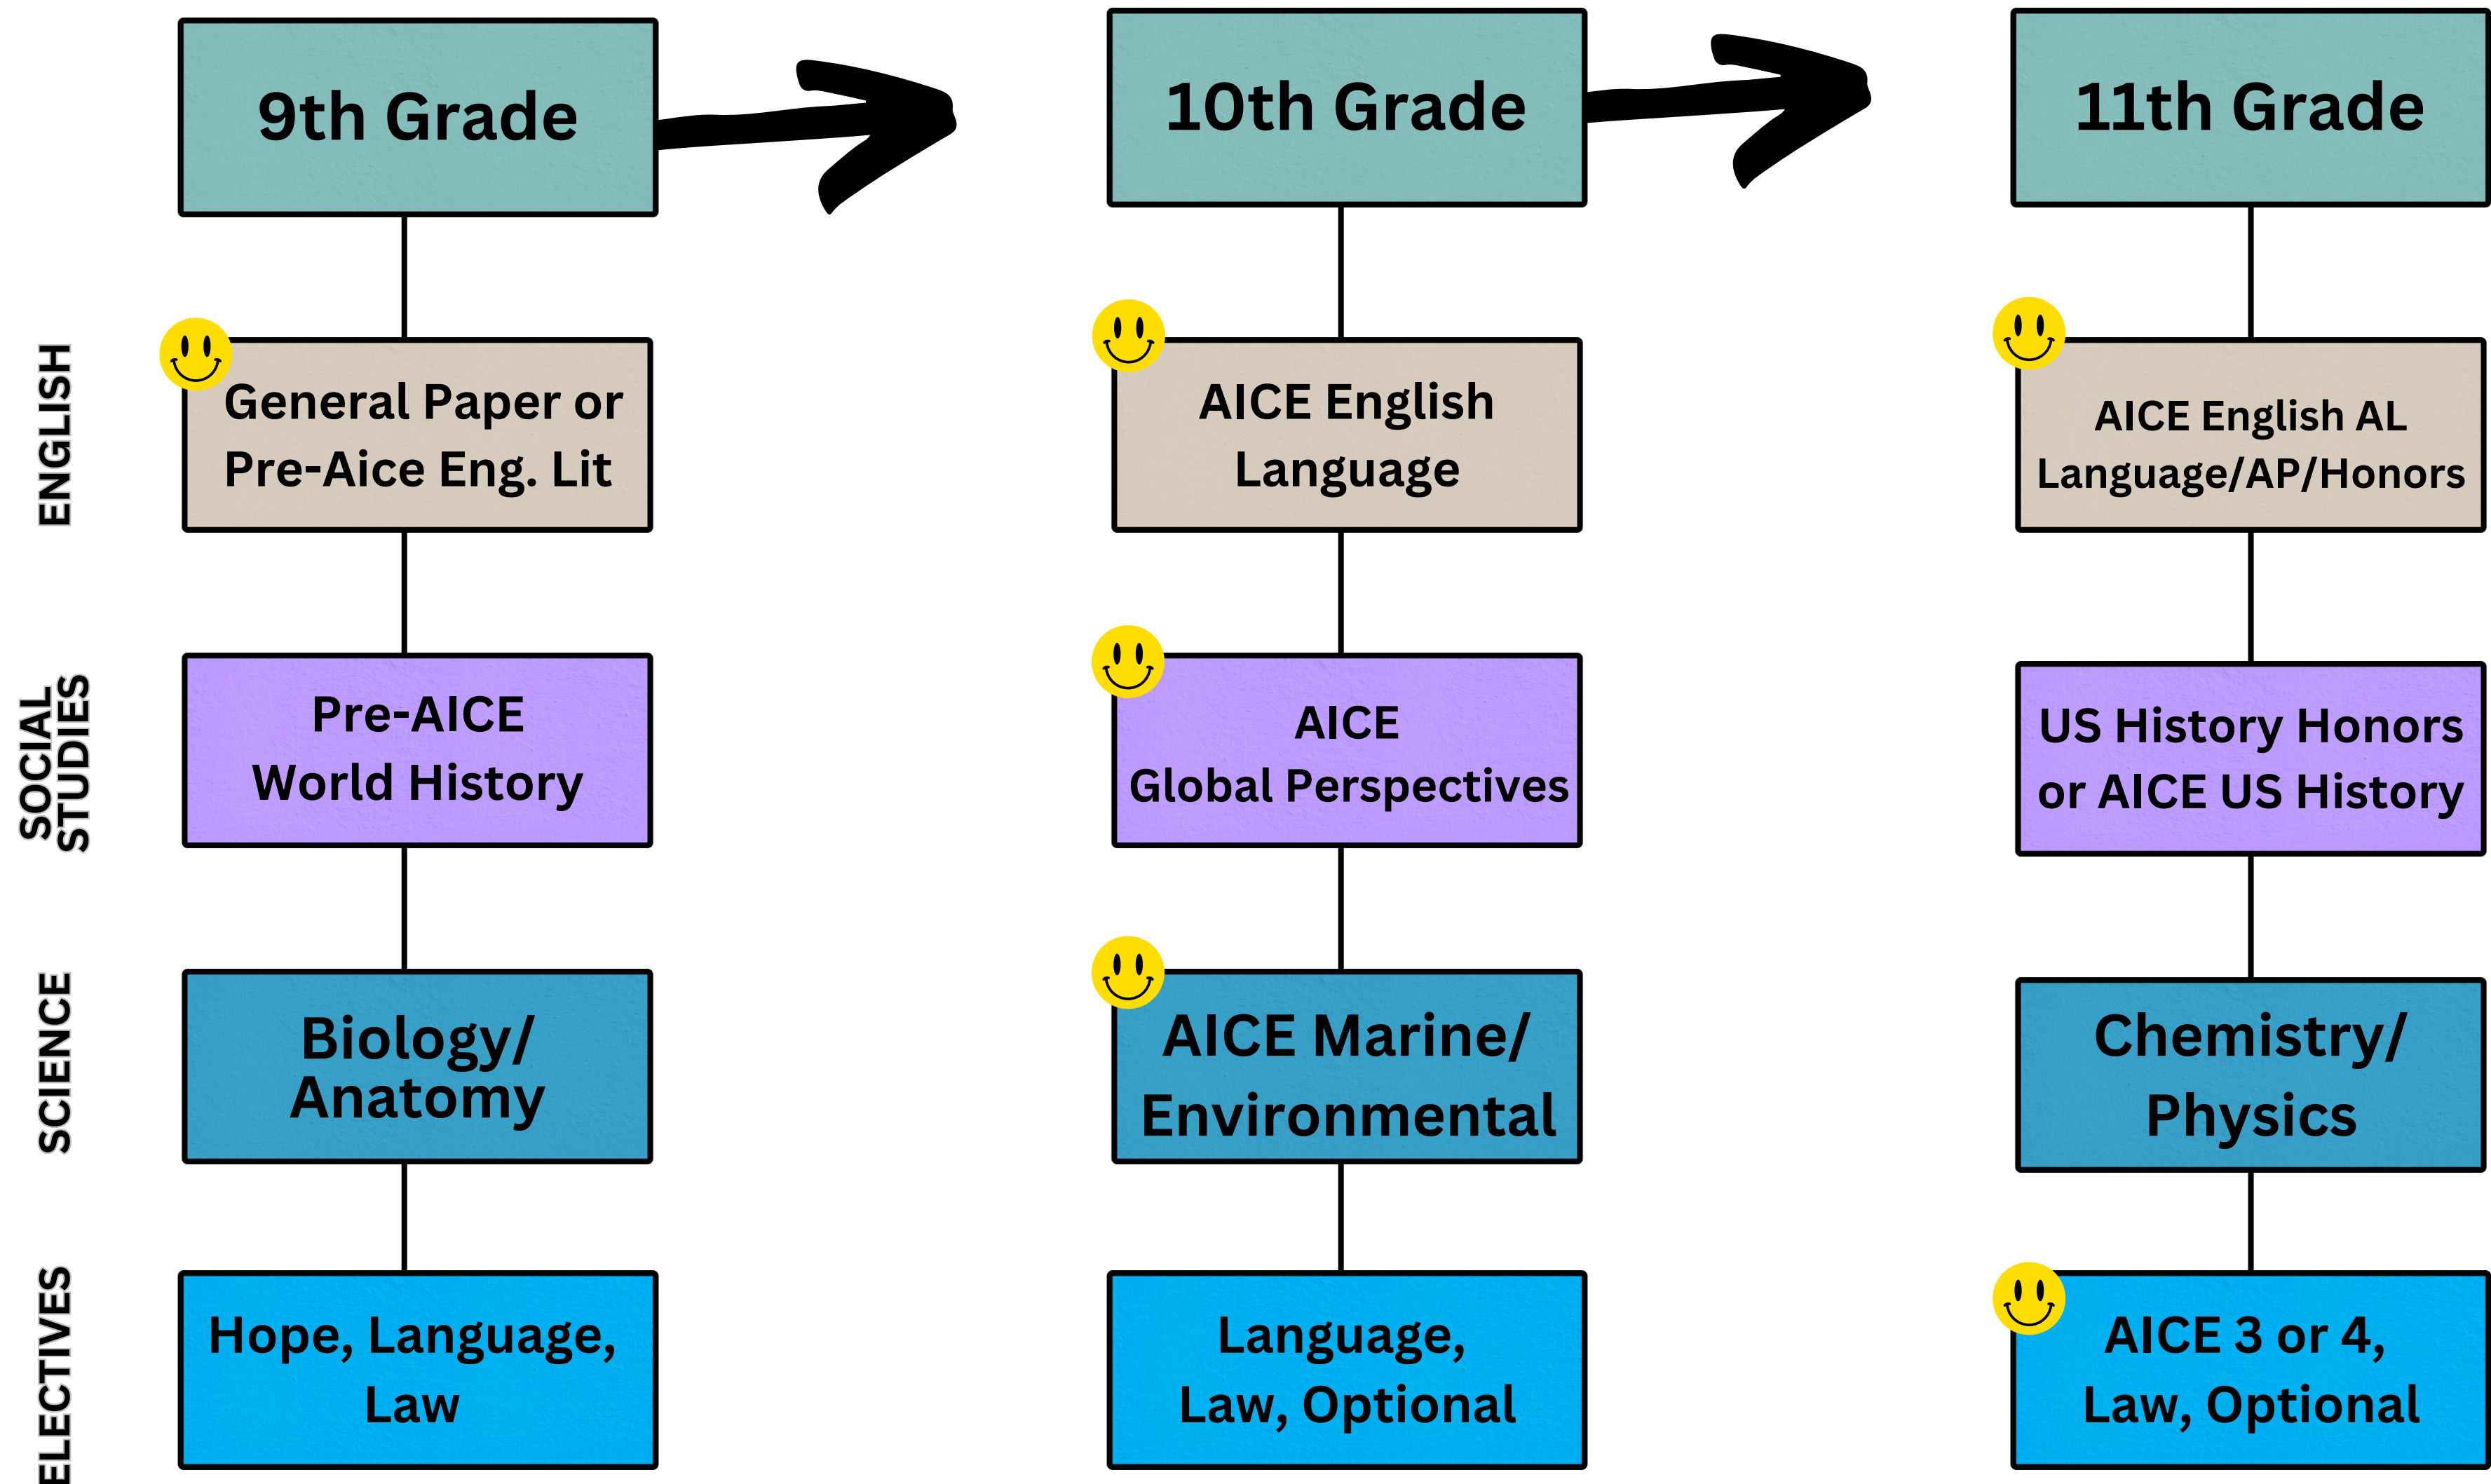 9th Grade
10th Grade
11th Grade
ENGLISH
General Paper or
Pre-Aice Eng. Lit
AICE English
Language
AICE English AL
Language/AP/Honors
SOCIAL
STUDIES
Pre-AICE
World History
AICE
Global Perspectives
US History Honors
or AICE US History
SCIENCE
Biology/
Anatomy
AICE Marine/
Environmental
Chemistry/
Physics
ELECTIVES
Hope, Language,
Law
Language,
Law, Optional
AICE 3 or 4,
Law, Optional